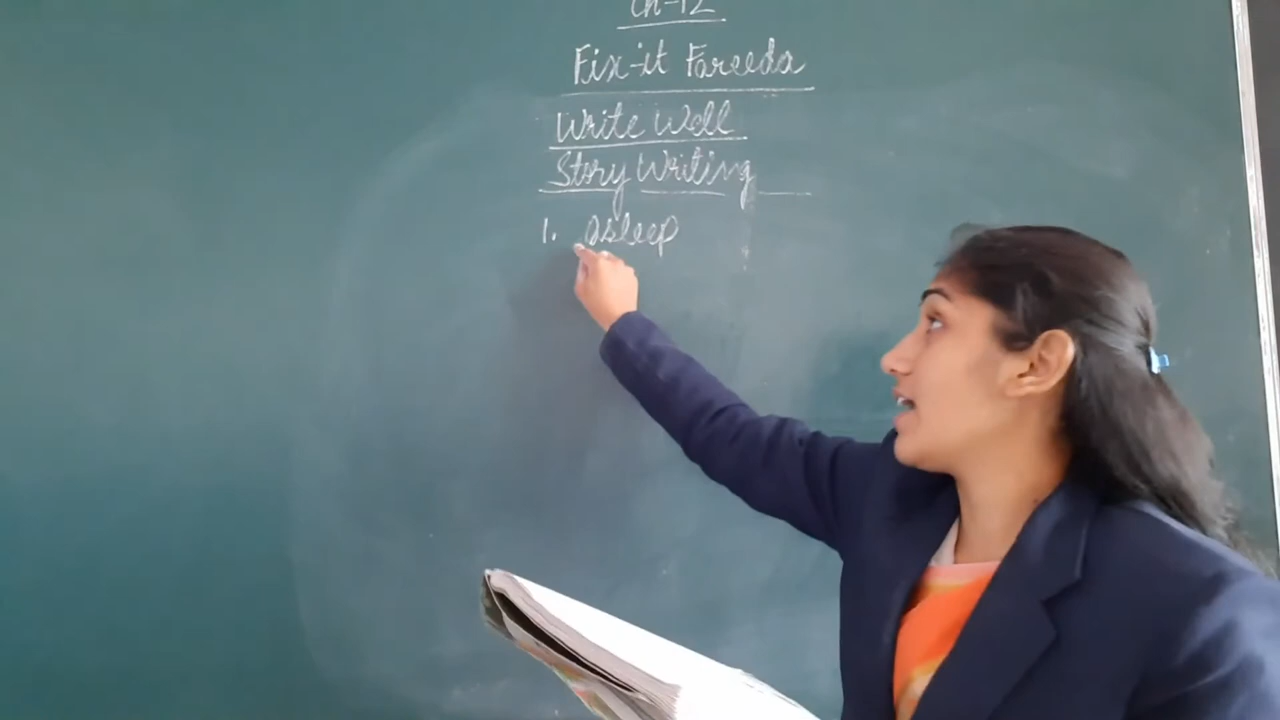 Ch-12
Fix-it Fareeda
Write Well
Story Writing
1. asleep